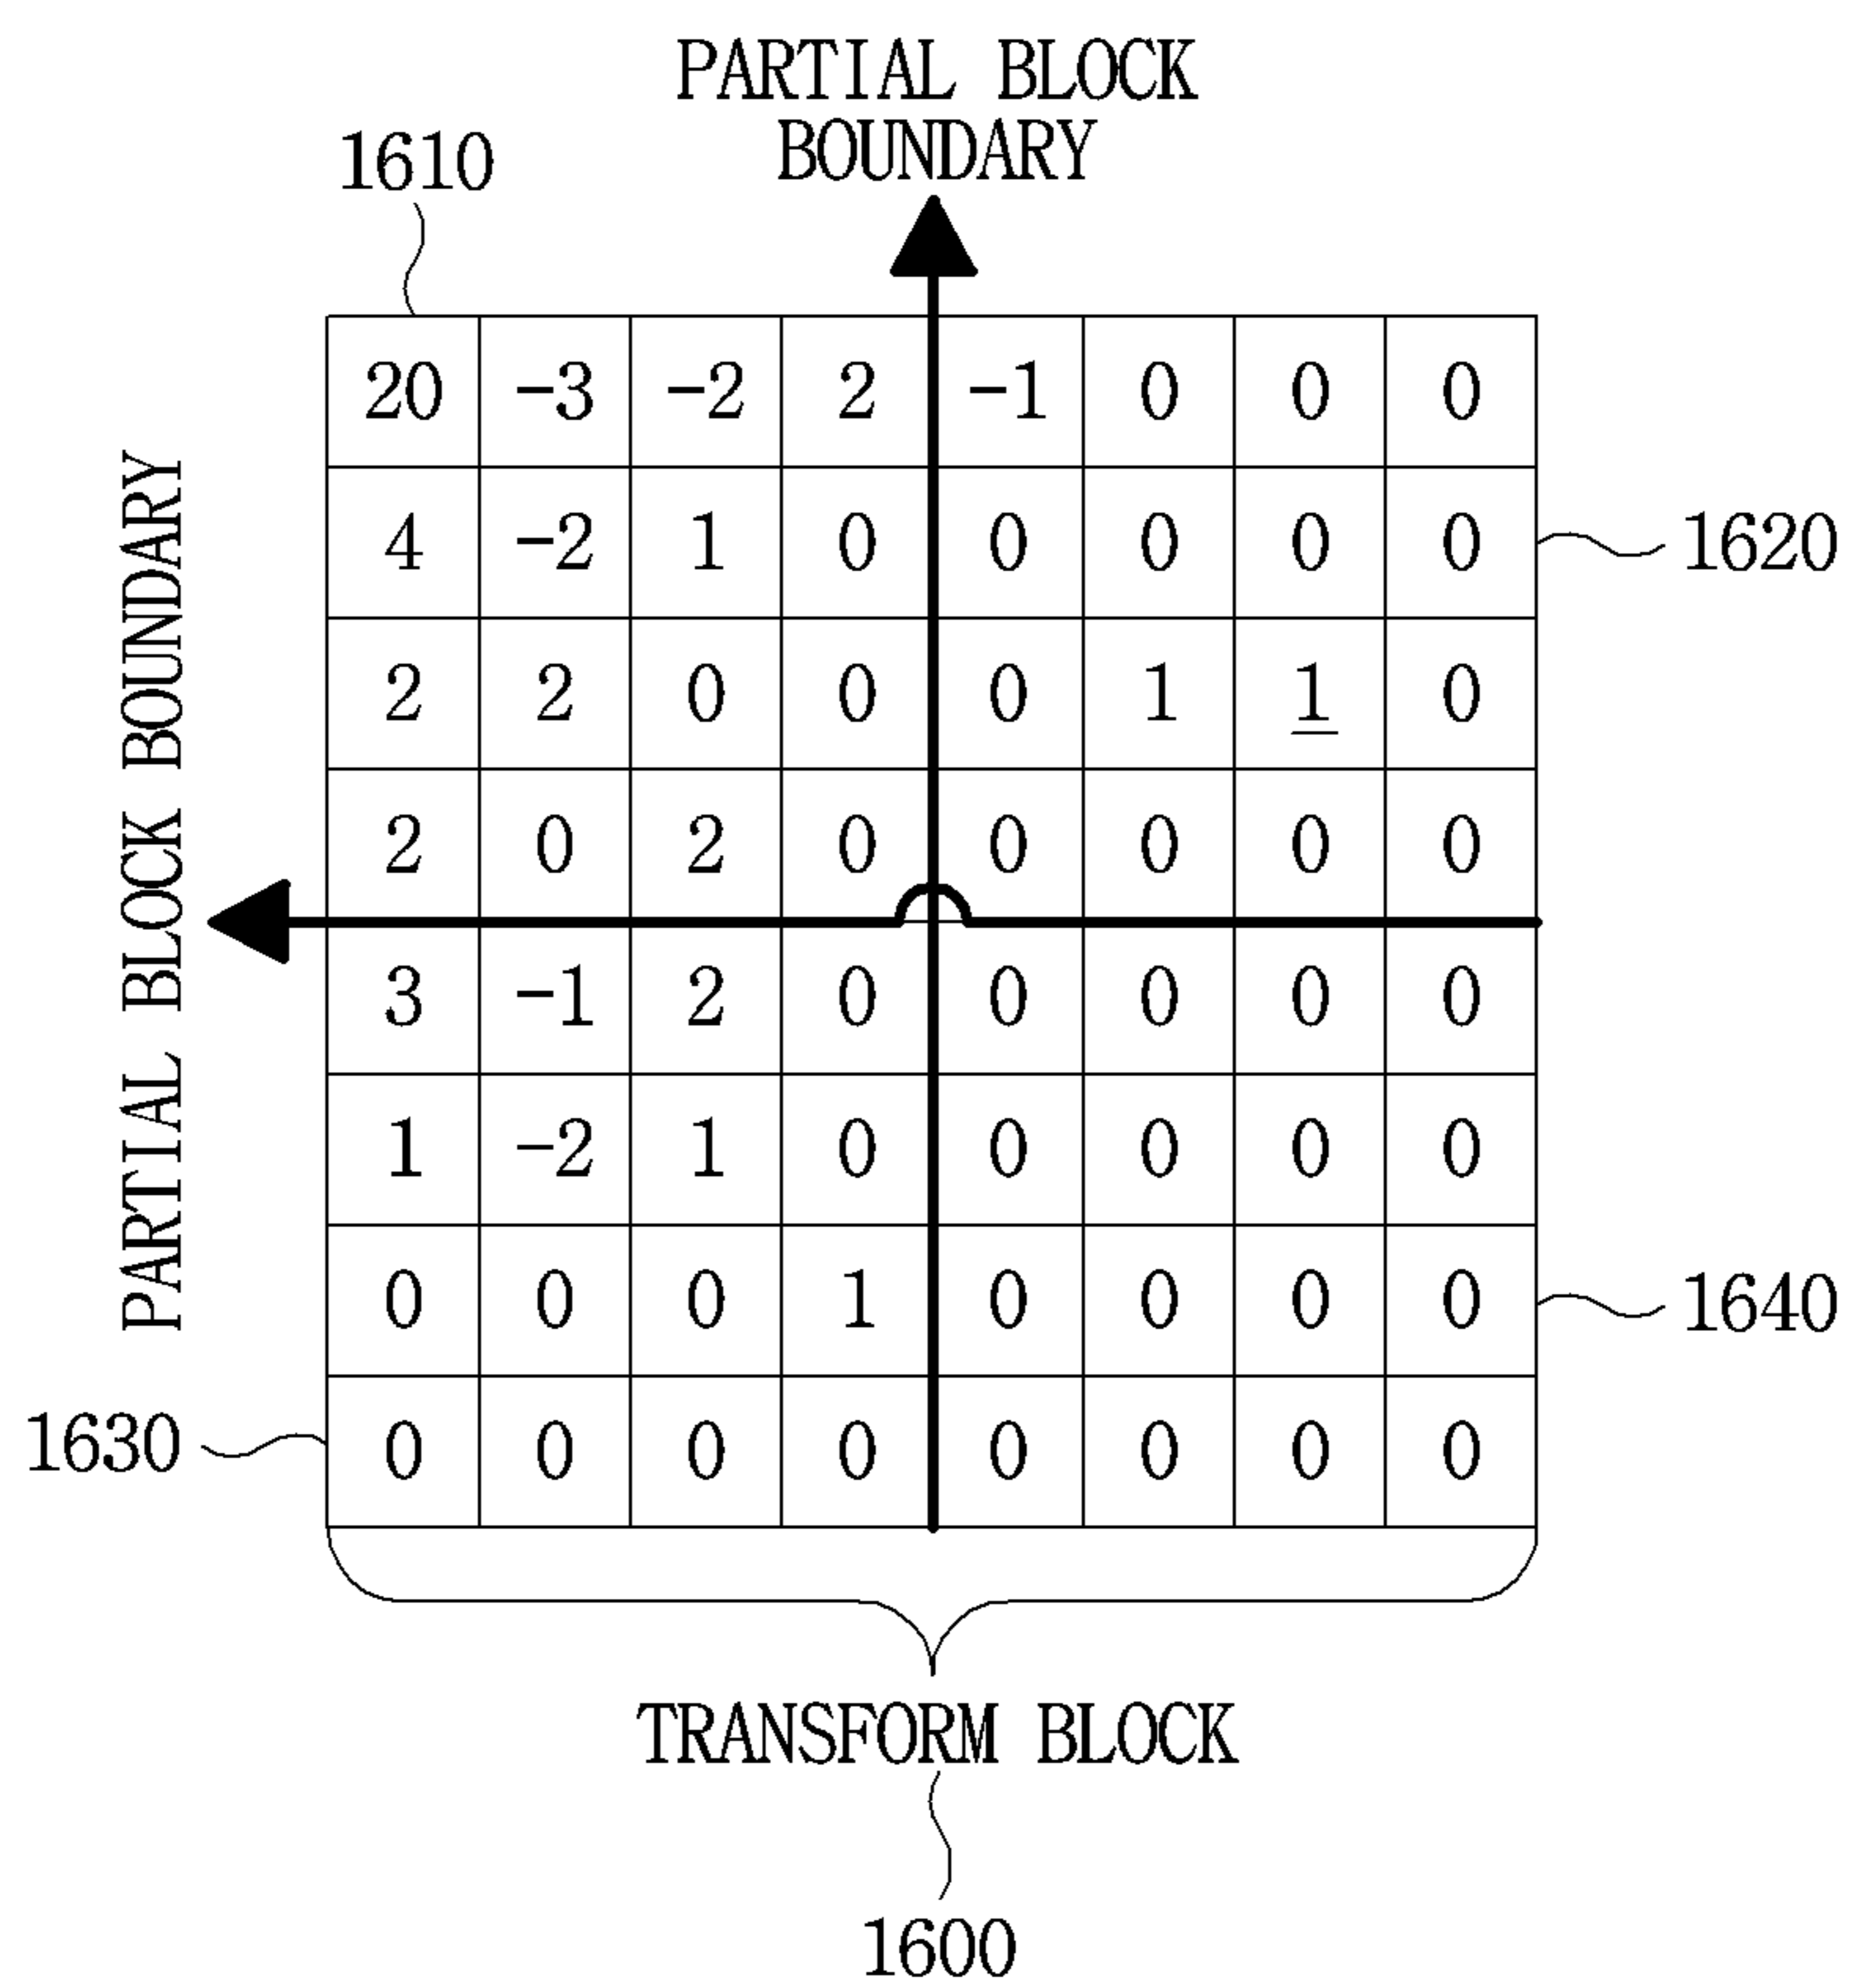 PARTIAL BLOCK
BOUNDARY
1610
PARTIAL BLOCK BOUNDARY
20 -3 -2 2 -1 0 0 0
4 -2 1 0 0 0 0 0
1620
2 2 0 0 0 1 1 0
2 0 2 0 0 0 0 0
3 -1 2 0 0 0 0 0
1 -2 1 0 0 0 0 0
0 0 0 1 0 0 0 0
1640
1630
0 0 0 0 0 0 0 0
TRANSFORM BLOCK
1600